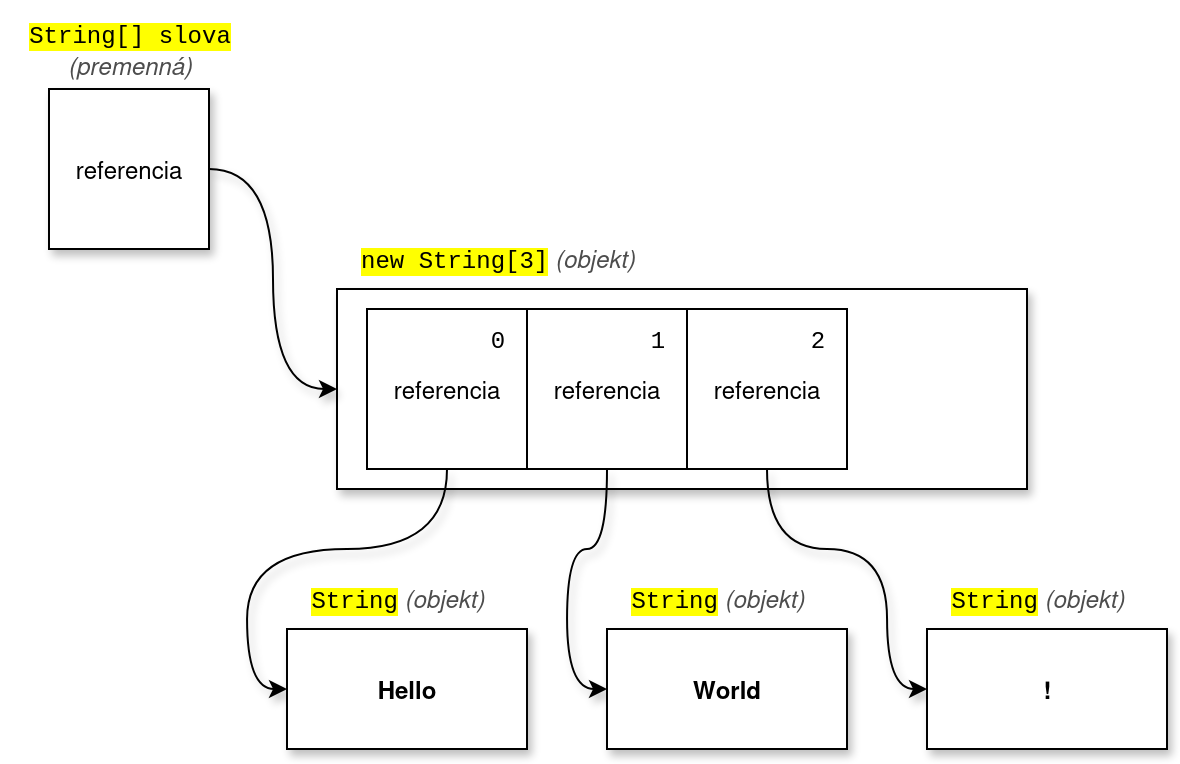 String[] slova
(premenná)
referencia
new String[3] (objekt)
0 1 2
referencia referencia referencia
String (objekt) String (objekt) String (objekt)
Hello World !